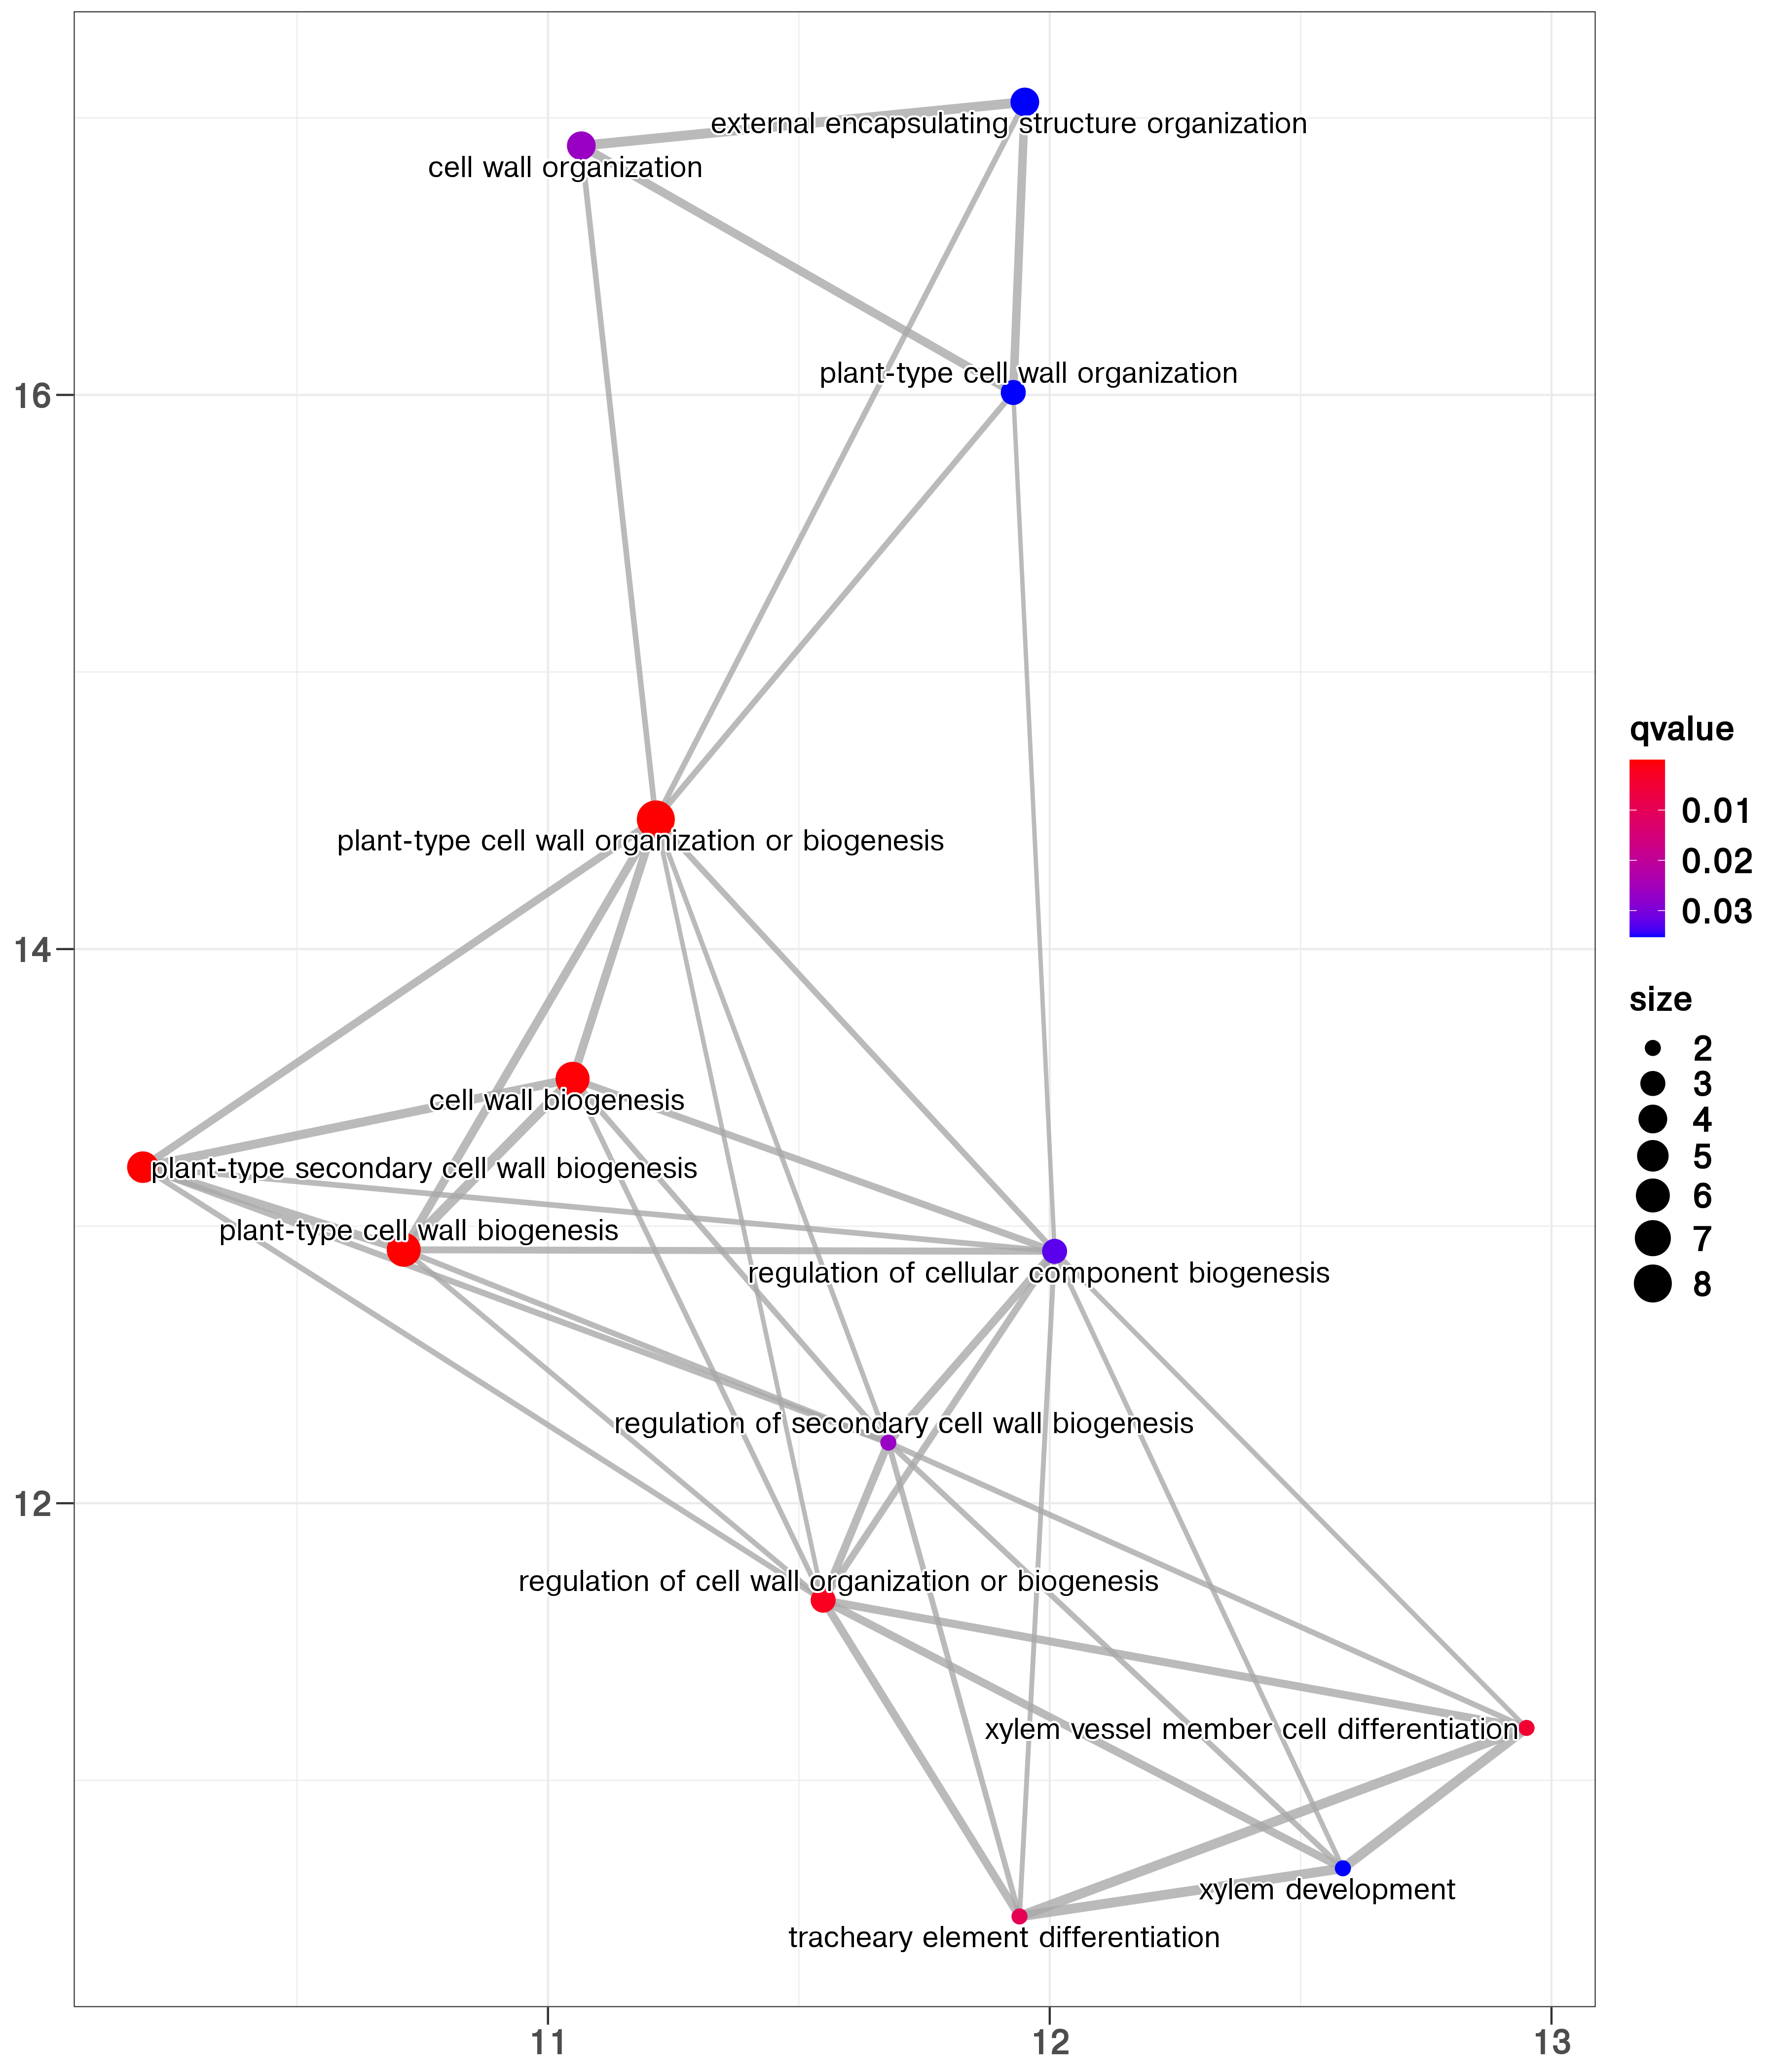 external encapsulating structure organization
cell wall organization
plant-type cell wall organization
16
plant-type cell wall organization or biogenesis
14
cell wall biogenesis
plant-type secondary cell wall biogenesis
plant-type cell wall biogenesis
regulation of cellular component biogenesis
regulation of secondary cell wall biogenesis
12
regulation of cell wall organization or biogenesis
xylem vessel member cell differentiation
xylem development
tracheary element differentiation
11
12
13
qvalue
0.01
0.02
0.03
size
2
3
4
5
6
7
8